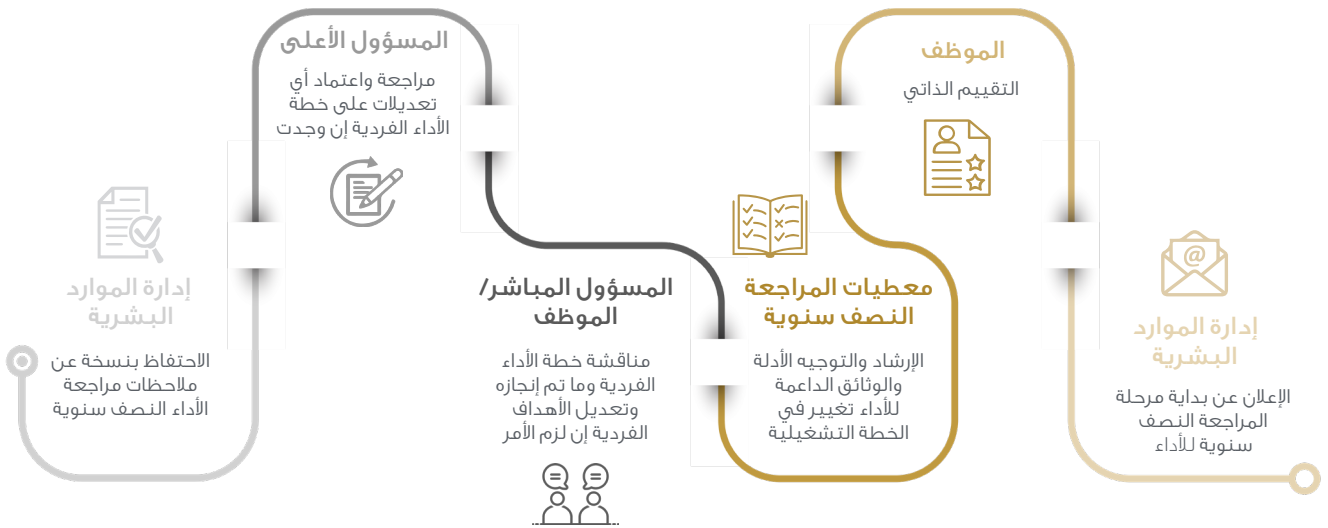 إدارة الموارد
البشرية
الإعلان عن بداية مرحلة
المراجعة النصف
سنوية للأداء
الموظف
التقييم الذاتي
معطيات المراجعة
النصف سنوية
الإرشاد والتوجيه الأدلة
والوثائق الداعمة
للأداء تغيير في
الخطة التشغيلية
المسؤول المباشر/
الموظف
مناقشة خطة الأداء
الفردية وما تم إنجازه
وتعديل الأهداف
الفردية إن لزم الأمر
المسؤول الأعلى
مراجعة واعتماد أي
تعديلات على خطة
الأداء الفردية إن وجدت
إدارة الموارد
البشرية
الاحتفاظ بنسخة عن
ملاحظات مراجعة
الأداء النصف سنوية